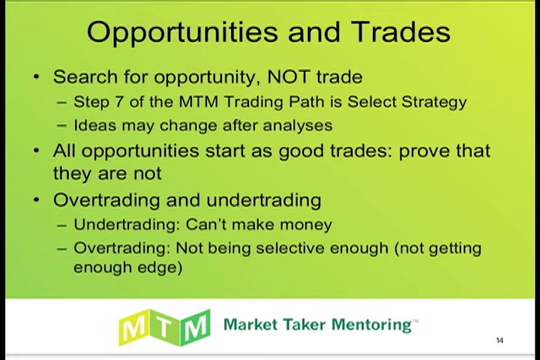 Opportunities and Trades
• Search for opportunity, NOT trade
– Step 7 of the MTM Trading Path is Select Strategy
– Ideas may change after analyses
• All opportunities start as good trades: prove that
they are not
• Overtrading and undertrading
– Undertrading: Can't make money
– Overtrading: Not being selective enough (not getting
enough edge)
MTM Market Taker Mentoring™
14